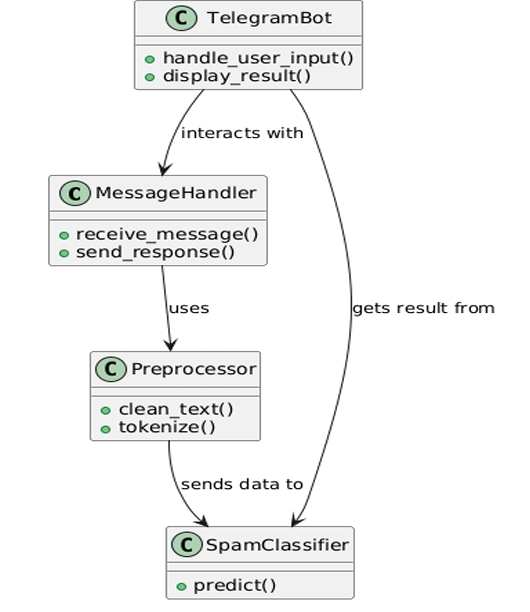 C TelegramBot
handle_user_input()
display_result()
interacts with
C MessageHandler
receive_message()
send_response()
uses
gets result from
C Preprocessor
clean_text()
tokenize()
sends data to
C SpamClassifier
predict()